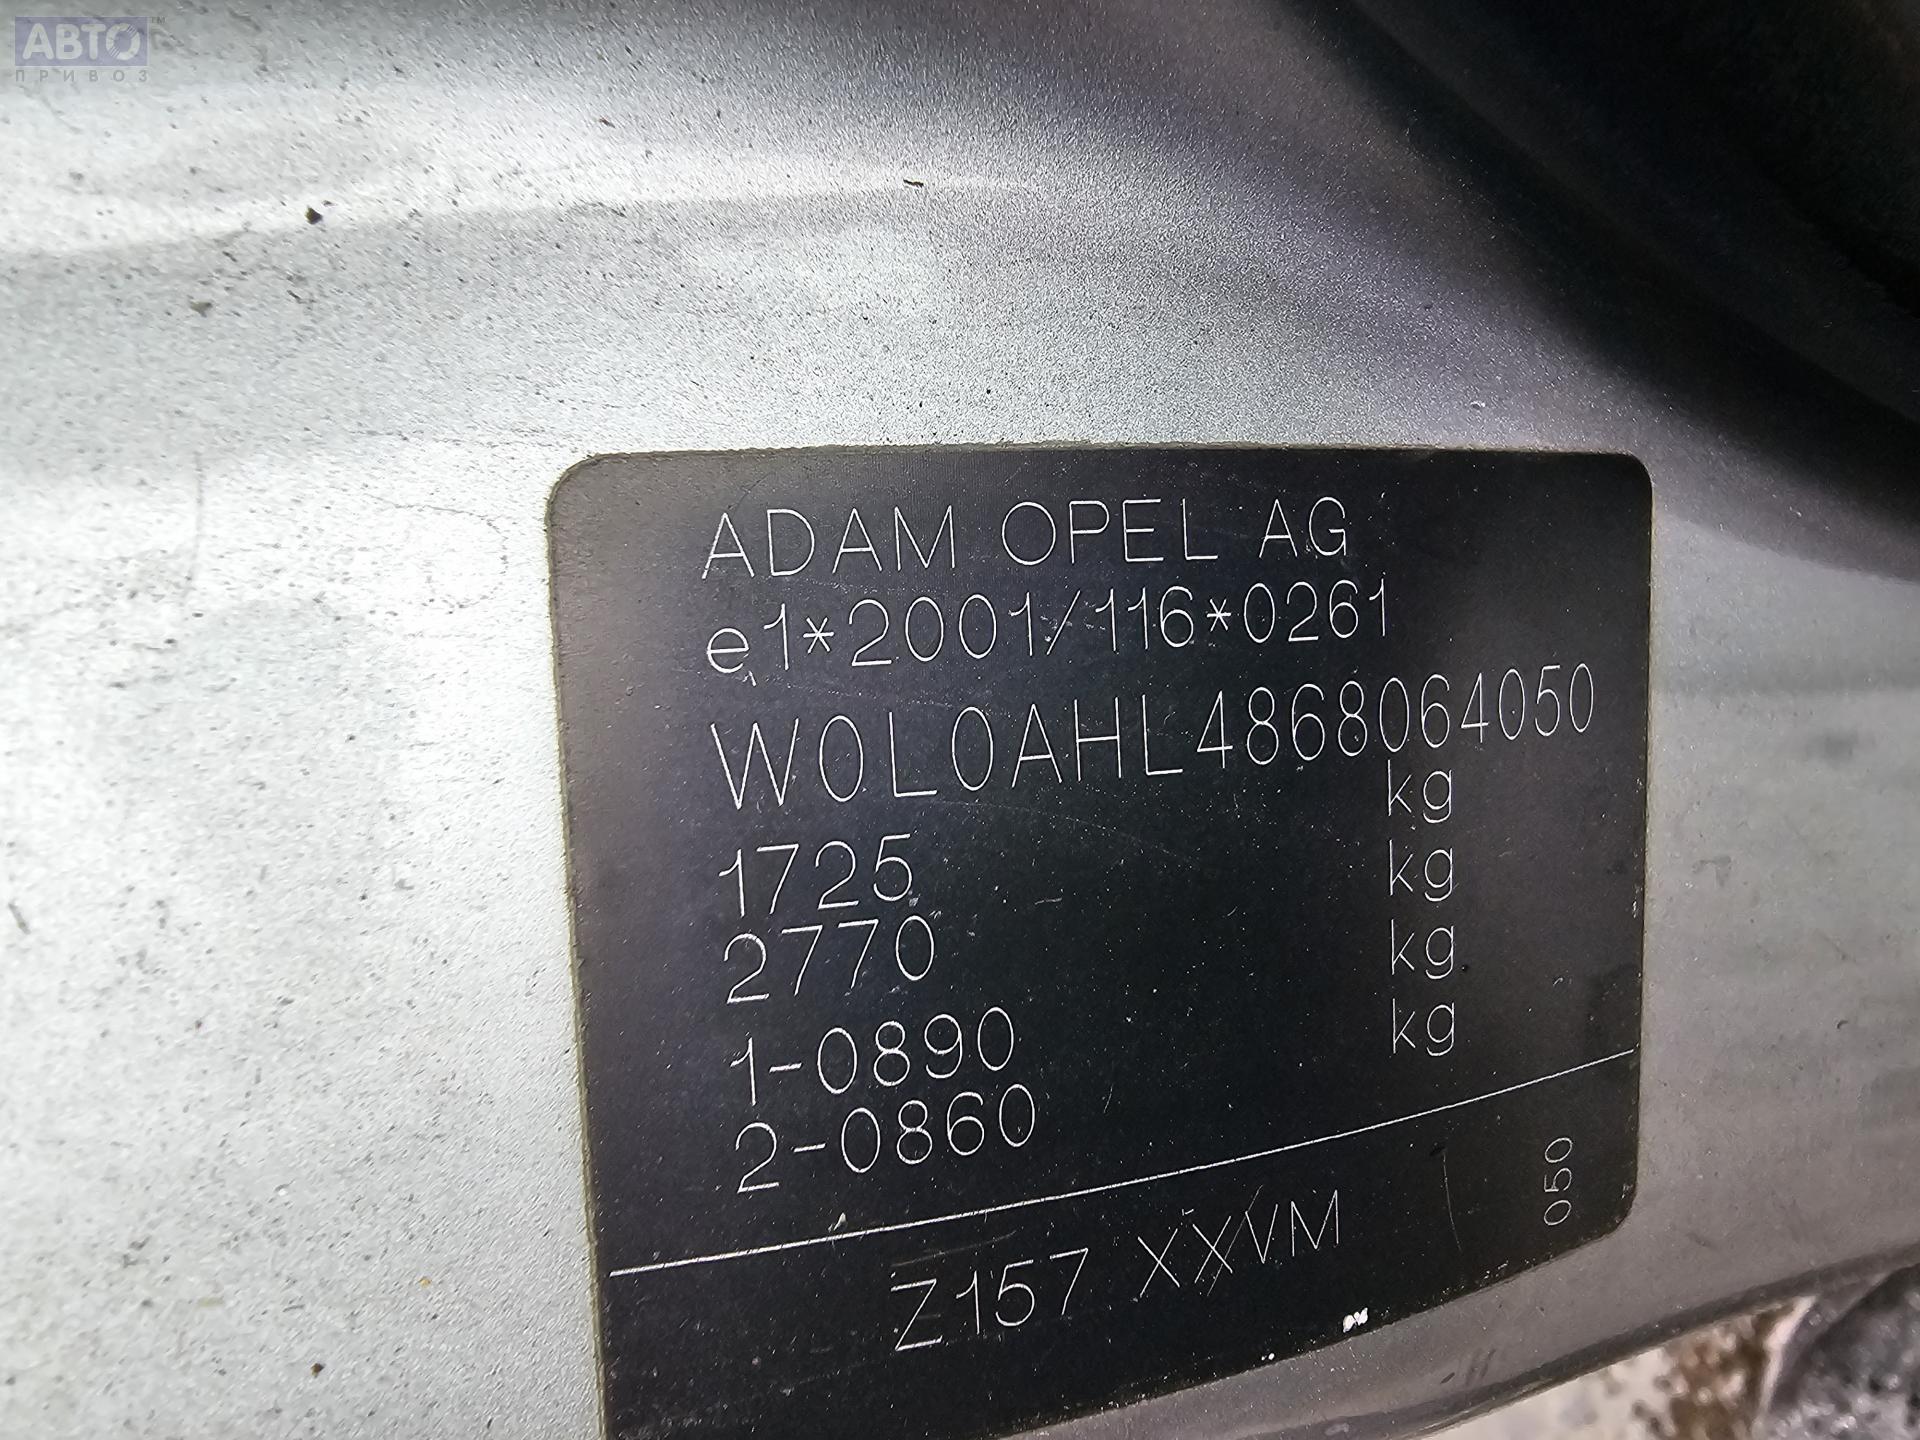 АВТО™
ПРИВОЗ
ADAM OPEL AG
e1*2001/116*0261
W0L0AHL4868064050
kg
1725 kg
2770 kg
1-0890 kg
2-0860
Z157 XXVM 050